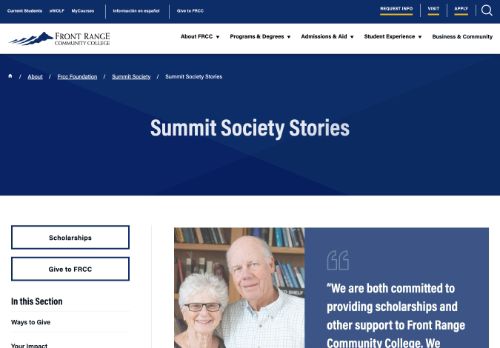 Current Students eWOLF MyCourses Información en español Give to FRCC REQUEST INFO VISIT APPLY
FRONT RANGE
COMMUNITY COLLEGE
About FRCC Programs & Degrees Admissions & Aid Student Experience Business & Community
/ About / Frcc Foundation / Summit Society / Summit Society Stories
Summit Society Stories
Scholarships
Give to FRCC
In this Section
Ways to Give
Your Impact
"We are both committed to
providing scholarships and
other support to Front Range
Community College. We